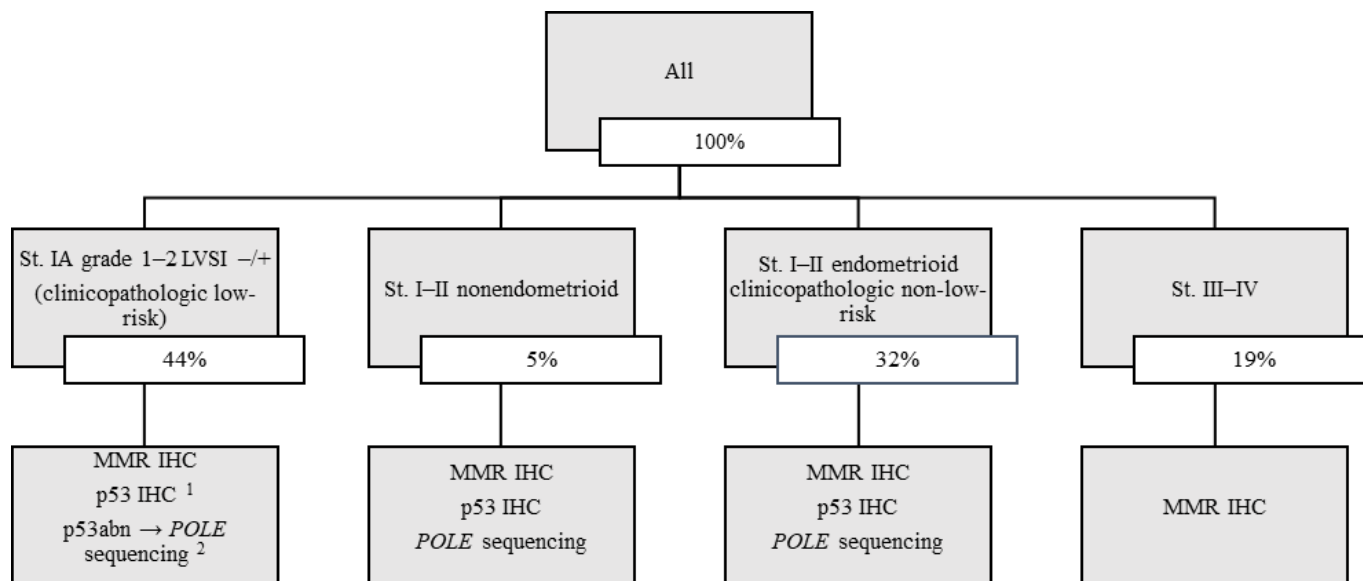 All
100%
St. IA grade 1–2 LVSI –/+
(clinicopathologic low-
risk)
44%
St. I–II nonendometrioid
5%
St. I–II endometrioid
clinicopathologic non-low-
risk
32%
St. III–IV
19%
MMR IHC
p53 IHC 1
p53abn → POLE
sequencing 2
MMR IHC
p53 IHC
POLE sequencing
MMR IHC
p53 IHC
POLE sequencing
MMR IHC